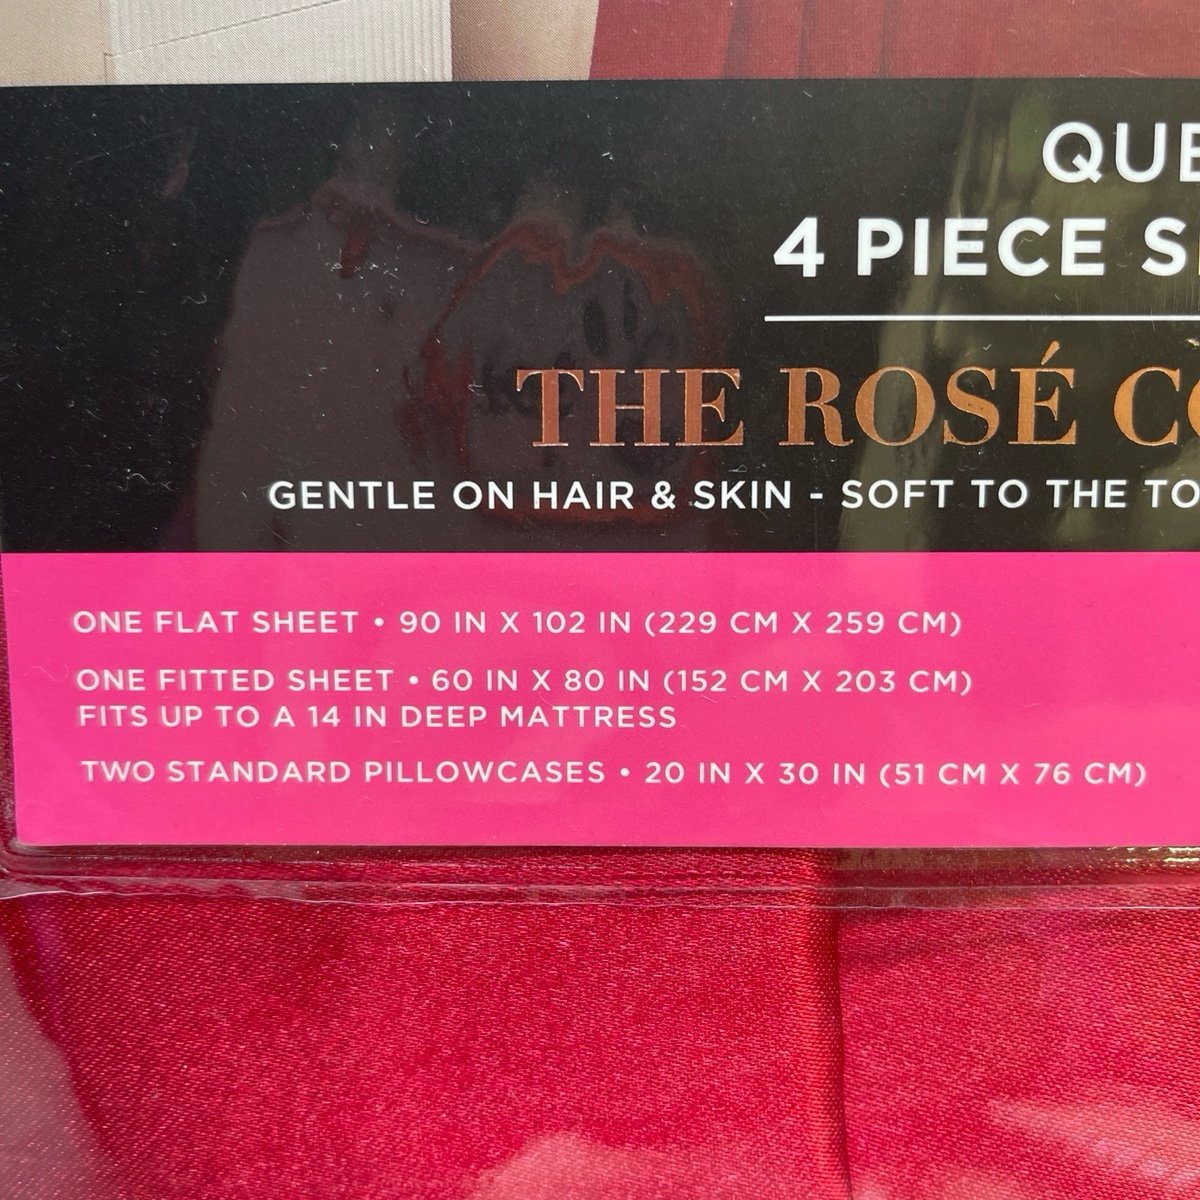 QUE
4 PIECE S
THE ROSÉ CO
GENTLE ON HAIR & SKIN - SOFT TO THE TO
ONE FLAT SHEET • 90 IN X 102 IN (229 CM X 259 CM)
ONE FITTED SHEET • 60 IN X 80 IN (152 CM X 203 CM)
FITS UP TO A 14 IN DEEP MATTRESS
TWO STANDARD PILLOWCASES • 20 IN X 30 IN (51 CM X 76 CM)